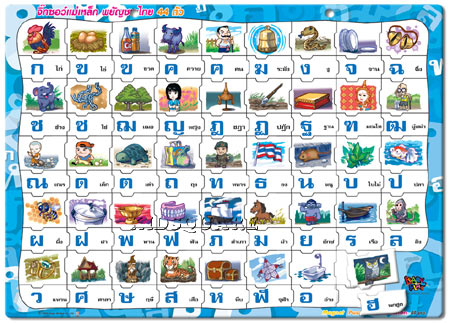 จิ๊กซอว์แม่เหล็ก พยัญชนะไทย 44 ตัว
ก ไก่ ข ไข่ ฃ ขวด ค ควาย ฅ คน ฆ ระฆัง ง งู จ จาน ฉ ฉิ่ง
ช ช้าง ซ โซ่ ฌ เฌอ ญ หญิง ฎ ชฎา ฏ ปฏัก ฐ ฐาน ฑ มณโฑ ฒ ผู้เฒ่า
ณ เณร ด เด็ก ต เต่า ถ ถุง ท ทหาร ธ ธง น หนู บ ใบไม้ ป ปลา
ผ ผึ้ง ฝ ฝา พ พาน ฟ ฟัน ภ สำเภา ม ม้า ย ยักษ์ ร เรือ ล ลิง
ว แหวน ศ ศาลา ษ ฤๅษี ส เสือ ห หีบ ฬ จุฬา อ อ่าง ฮ นกฮูก